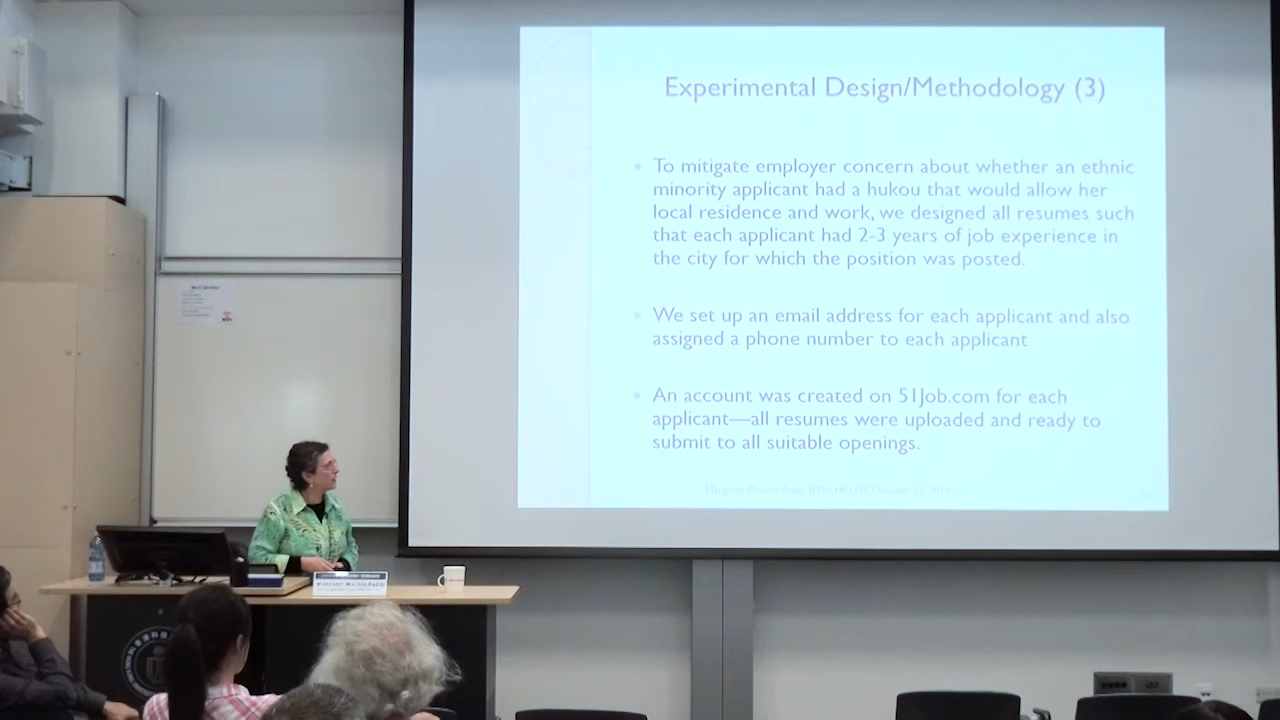 Experimental Design/Methodology (3)
To mitigate employer concern about whether an ethnic
minority applicant had a hukou that would allow her
local residence and work, we designed all resumes such
that each applicant had 2-3 years of job experience in
the city for which the position was posted.
We set up an email address for each applicant and also
assigned a phone number to each applicant
An account was created on 51Job.com for each
applicant—all resumes were uploaded and ready to
submit to all suitable openings.
MARGARET MAURER-FAZIO